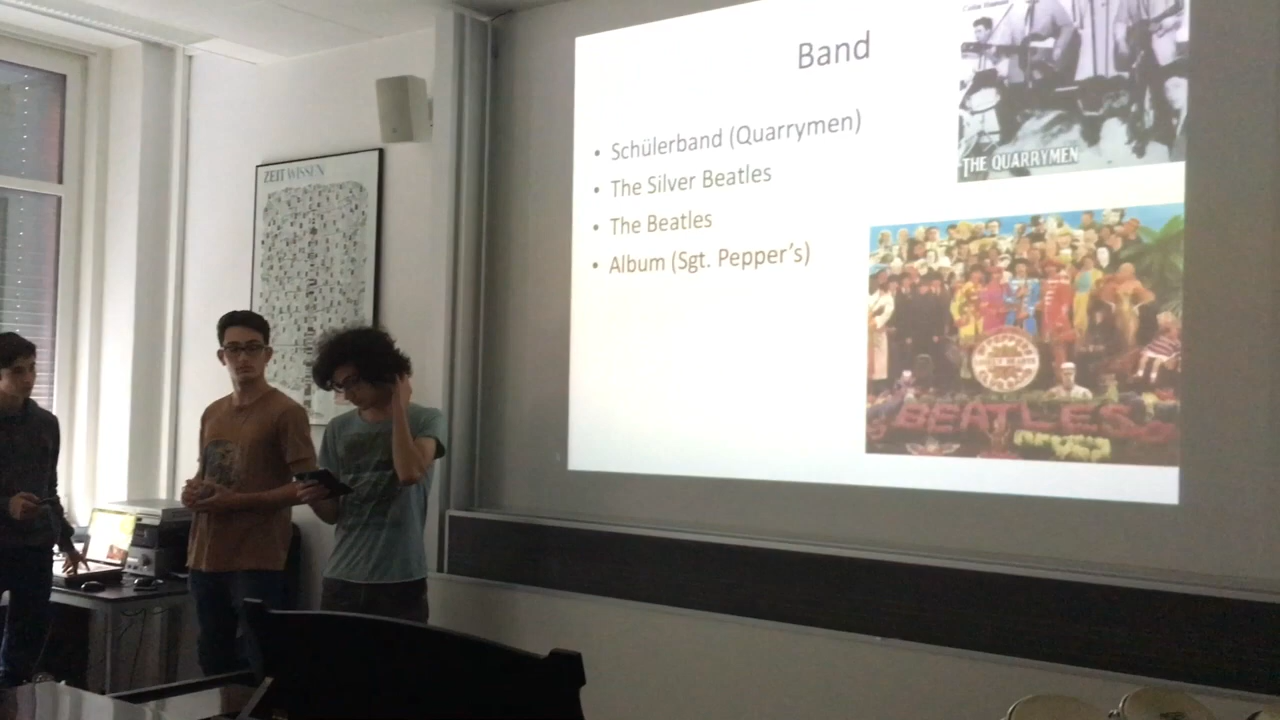 Band
• Schülerband (Quarrymen)
• The Silver Beatles
• The Beatles
• Album (Sgt. Pepper's)
THE QUARRYMEN
BEATLES
ZEIT WISSEN